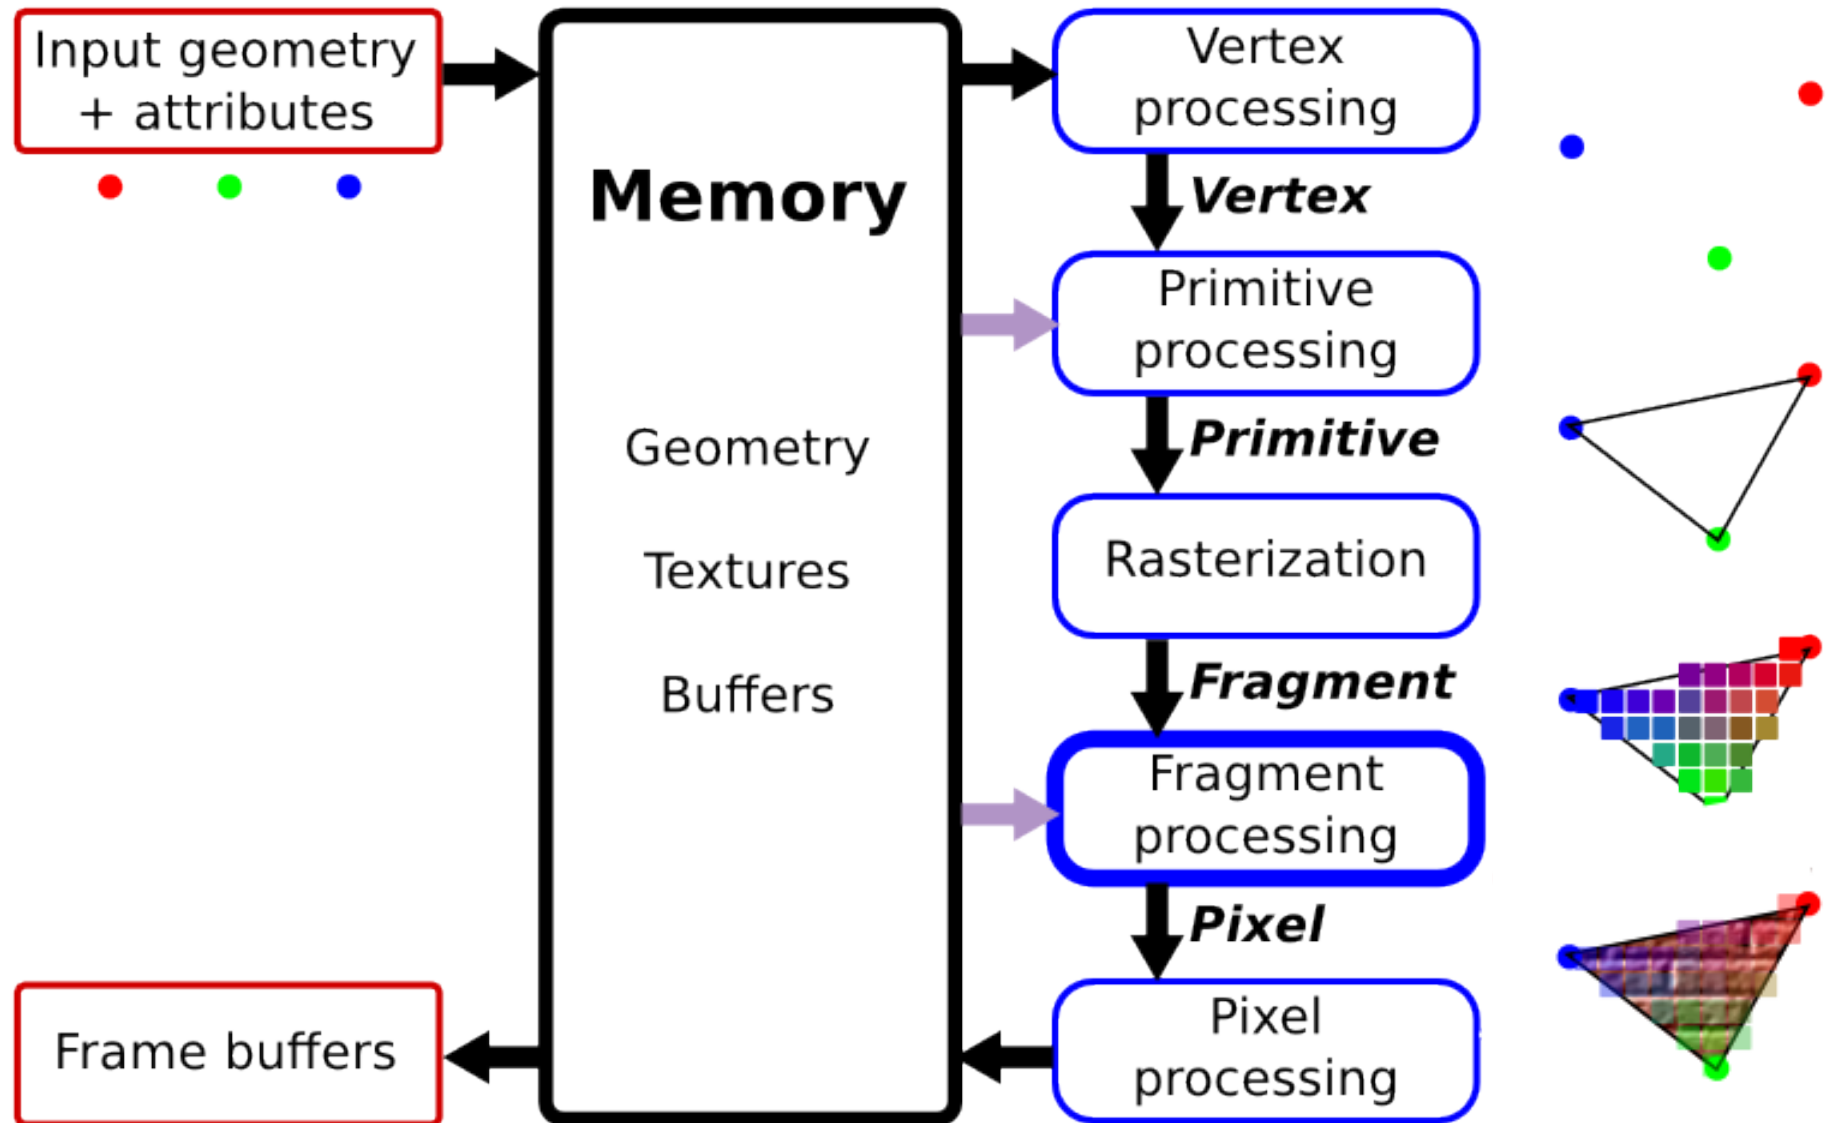 Input geometry
+ attributes
Memory
Geometry
Textures
Buffers
Vertex
processing
Vertex
Primitive
processing
Primitive
Rasterization
Fragment
Fragment
processing
Pixel
Pixel
processing
Frame buffers